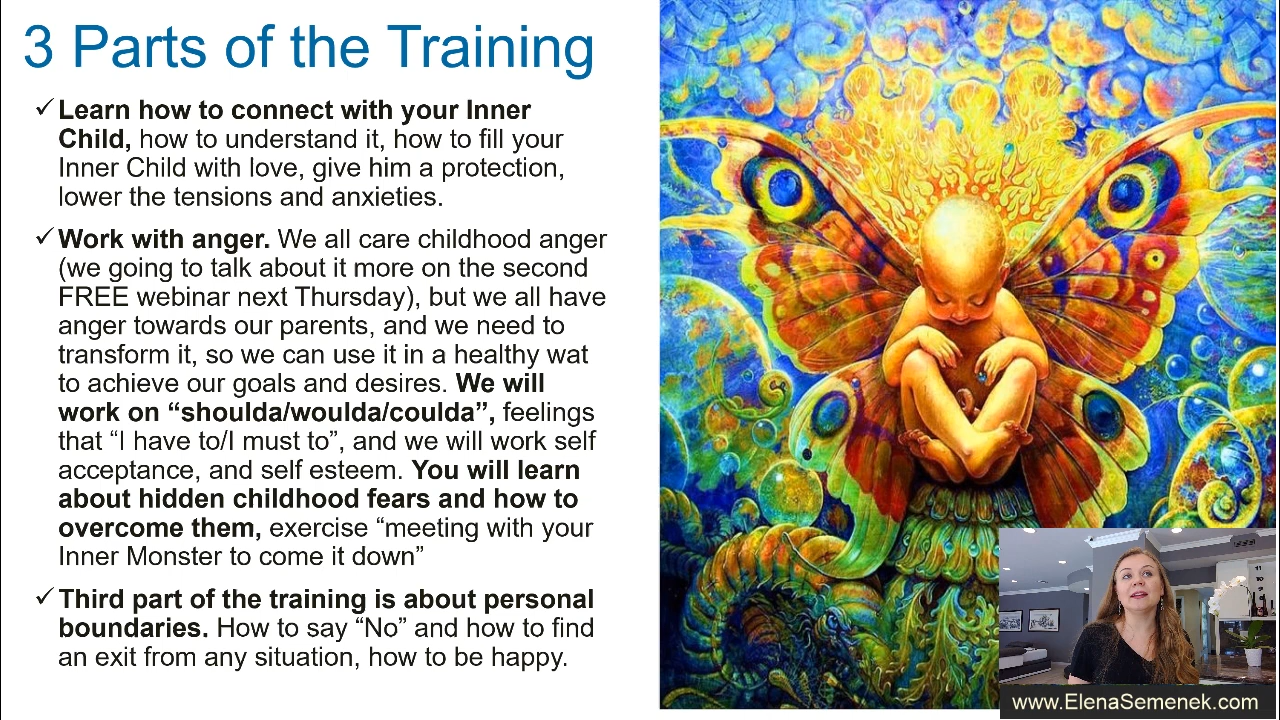 3 Parts of the Training
✓Learn how to connect with your Inner
Child, how to understand it, how to fill your
Inner Child with love, give him a protection,
lower the tensions and anxieties.
✓Work with anger. We all care childhood anger
(we going to talk about it more on the second
FREE webinar next Thursday), but we all have
anger towards our parents, and we need to
transform it, so we can use it in a healthy wat
to achieve our goals and desires. We will
work on “shoulda/woulda/coulda”, feelings
that “I have to/I must to”, and we will work self
acceptance, and self esteem. You will learn
about hidden childhood fears and how to
overcome them, exercise “meeting with your
Inner Monster to come it down”
✓Third part of the training is about personal
boundaries. How to say “No” and how to find
an exit from any situation, how to be happy.
www.ElenaSemenek.com